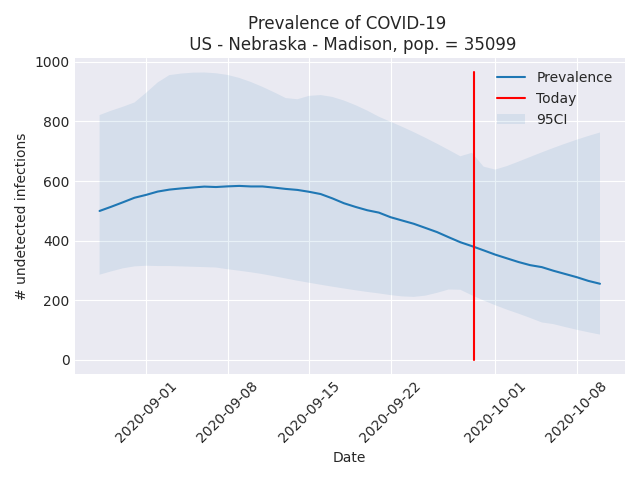 Prevalence of COVID-19
US - Nebraska - Madison, pop. = 35099
Prevalence
Today
95CI
# undetected infections
1000
800
600
400
200
0
2020-09-01
2020-09-08
2020-09-15
2020-09-22
2020-10-01
2020-10-08
Date